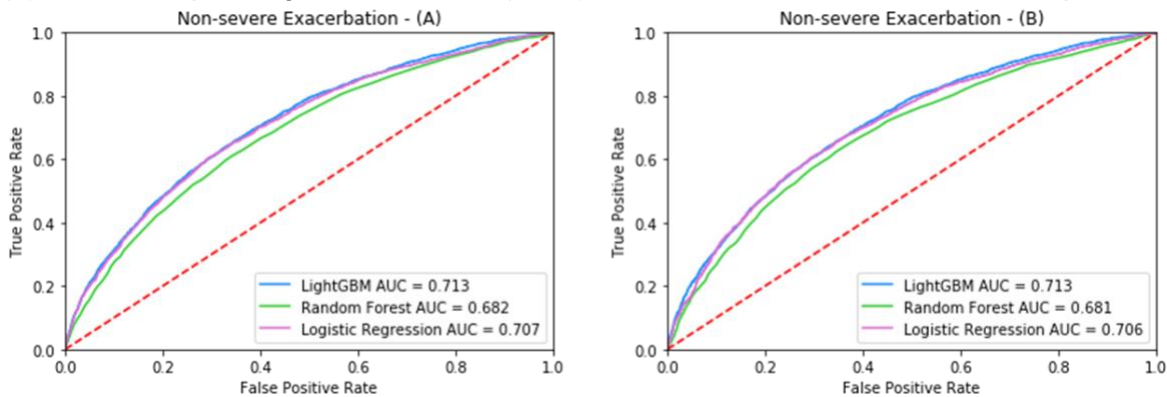 Non-severe Exacerbation - (A)
1.0
0.8
0.6
0.4
0.2
0.0
True Positive Rate
LightGBM AUC = 0.713
Random Forest AUC = 0.682
Logistic Regression AUC = 0.707
0.0 0.2 0.4 0.6 0.8 1.0
False Positive Rate
Non-severe Exacerbation - (B)
1.0
0.8
0.6
0.4
0.2
0.0
True Positive Rate
LightGBM AUC = 0.713
Random Forest AUC = 0.681
Logistic Regression AUC = 0.706
0.0 0.2 0.4 0.6 0.8 1.0
False Positive Rate